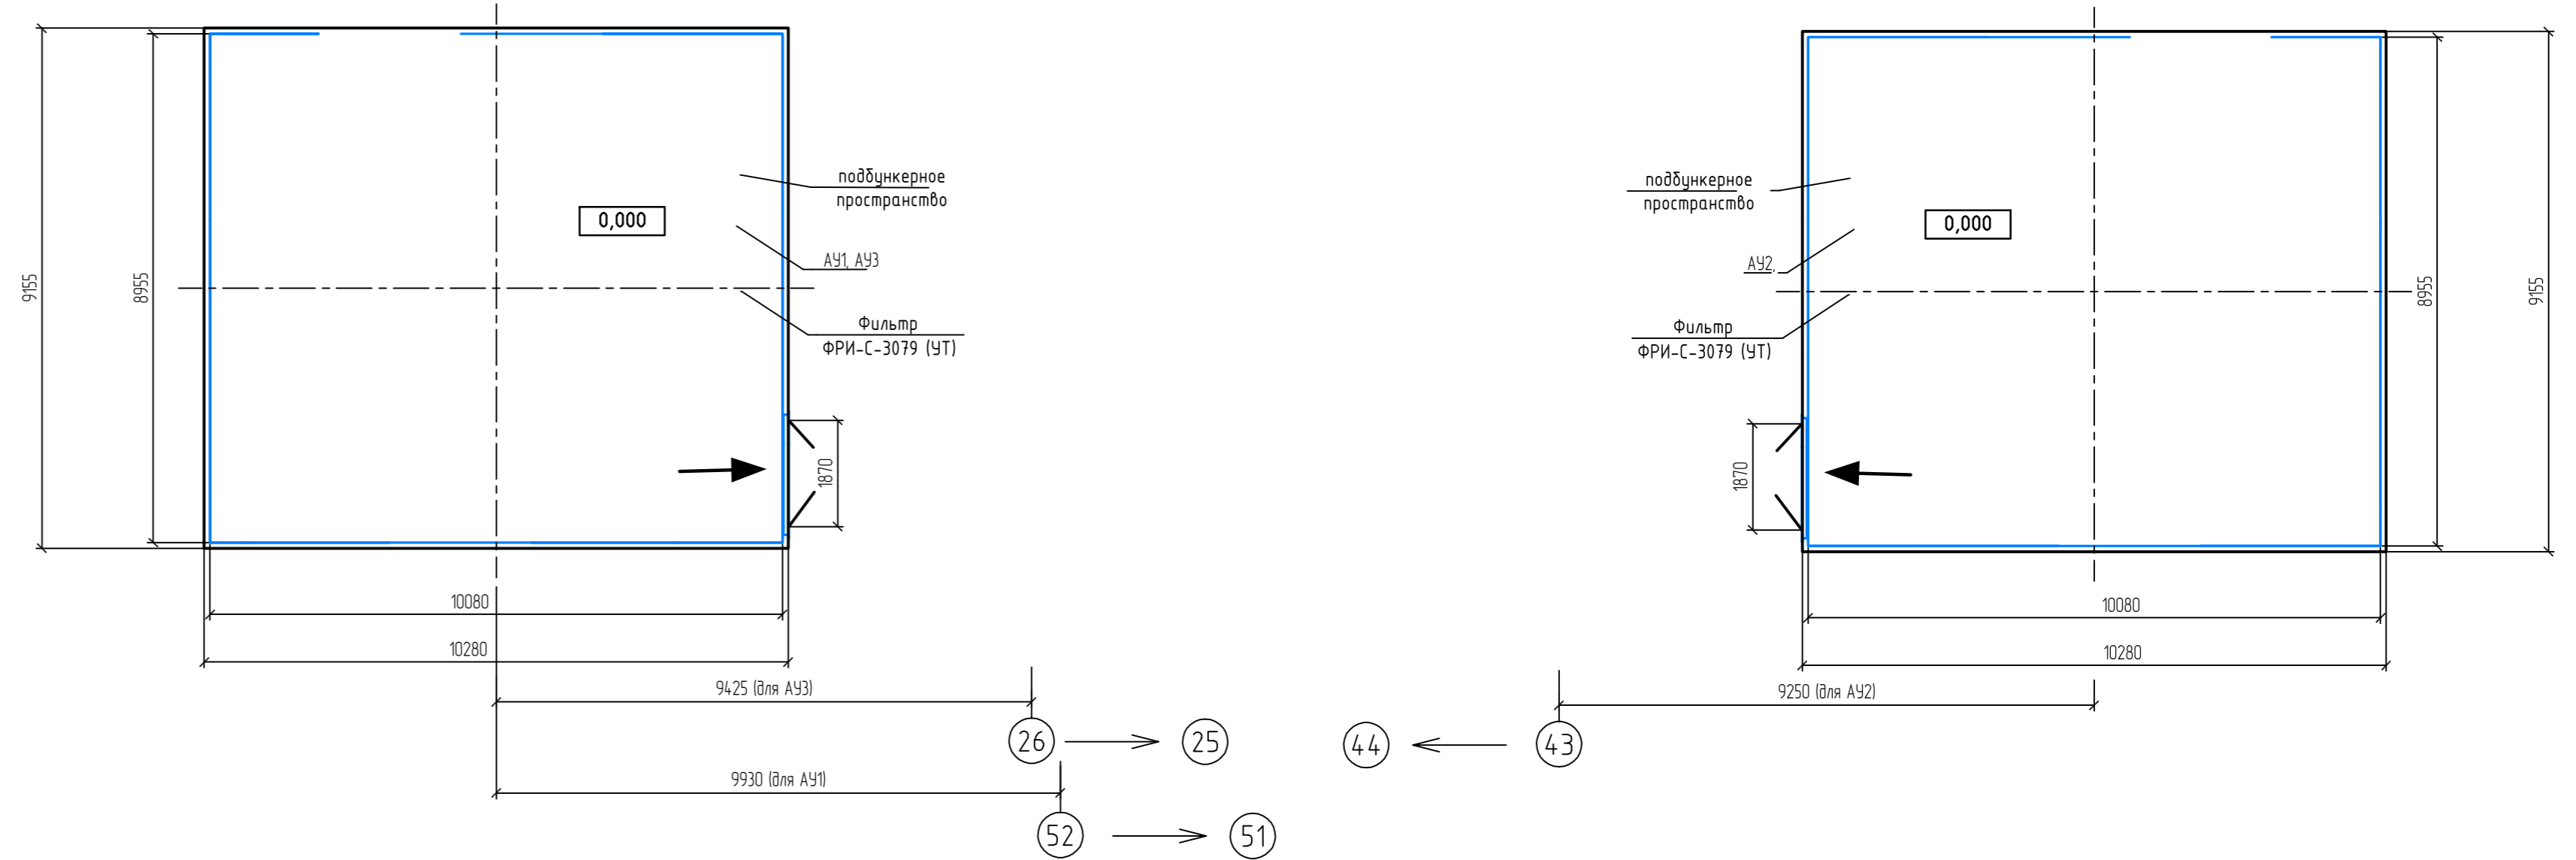 подбункерное
пространство
0,000
АУ1, АУ3
Фильтр
ФРИ-С-3079 (УТ)
9155
8955
1870
10080
10280
9425 (для АУ3)
26
25
9930 (для АУ1)
52
51
подбункерное
пространство
0,000
АУ2,
Фильтр
ФРИ-С-3079 (УТ)
8955
9155
1870
10080
10280
9250 (для АУ2)
44
43